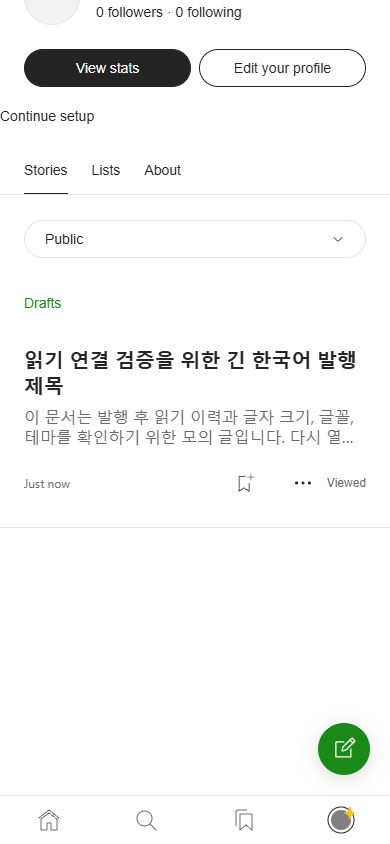 0 followers · 0 following
View stats
Edit your profile
Continue setup
Stories Lists About
Public
Drafts
읽기 연결 검증을 위한 긴 한국어 발행
제목
이 문서는 발행 후 읽기 이력과 글자 크기, 글꼴,
테마를 확인하기 위한 모의 글입니다. 다시 열...
Just now
Viewed